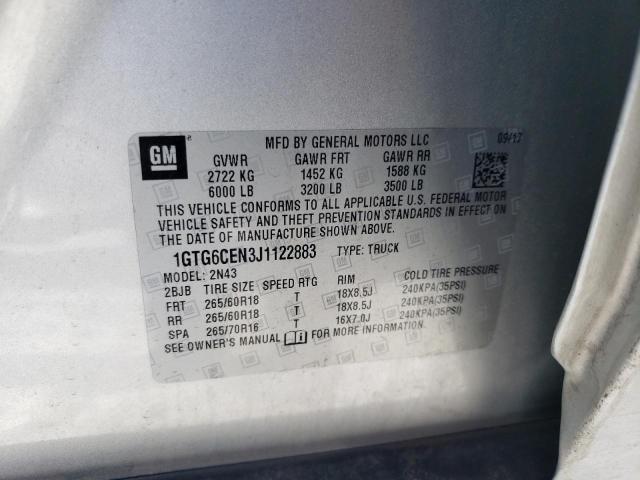 GM MFD BY GENERAL MOTORS LLC 09/17
GVWR GAWR FRT GAWR RR
2722 KG 1452 KG 1588 KG
6000 LB 3200 LB 3500 LB
THIS VEHICLE CONFORMS TO ALL APPLICABLE U.S. FEDERAL MOTOR
VEHICLE SAFETY AND THEFT PREVENTION STANDARDS IN EFFECT ON
THE DATE OF MANUFACTURE SHOWN ABOVE.
1GTG6CEN3J1122883 TYPE: TRUCK
MODEL: 2N43
2BJB TIRE SIZE SPEED RTG RIM COLD TIRE PRESSURE
FRT 265/60R18 T 18X8.5J 240KPA(35PSI)
RR 265/60R18 T 18X8.5J 240KPA(35PSI)
SPA 265/70R16 T 16X7.0J 240KPA(35PSI)
SEE OWNER'S MANUAL FOR MORE INFORMATION.